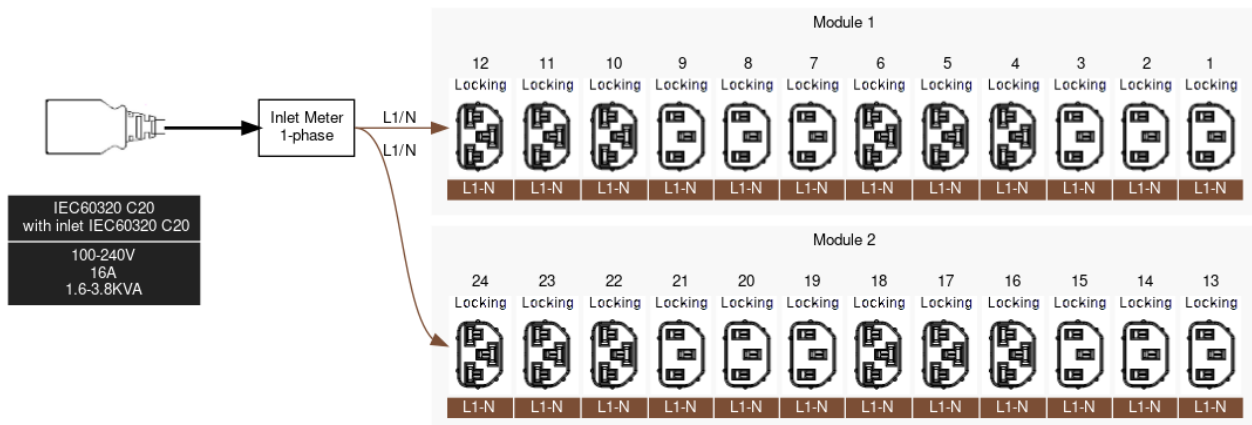 Module 1
12 11 10 9 8 7 6 5 4 3 2 1
Locking Locking Locking Locking Locking Locking Locking Locking Locking Locking Locking Locking
L1-N L1-N L1-N L1-N L1-N L1-N L1-N L1-N L1-N L1-N L1-N L1-N
Inlet Meter
1-phase
L1/N
L1/N
IEC60320 C20
with inlet IEC60320 C20
100-240V
16A
1.6-3.8KVA
Module 2
24 23 22 21 20 19 18 17 16 15 14 13
Locking Locking Locking Locking Locking Locking Locking Locking Locking Locking Locking Locking
L1-N L1-N L1-N L1-N L1-N L1-N L1-N L1-N L1-N L1-N L1-N L1-N